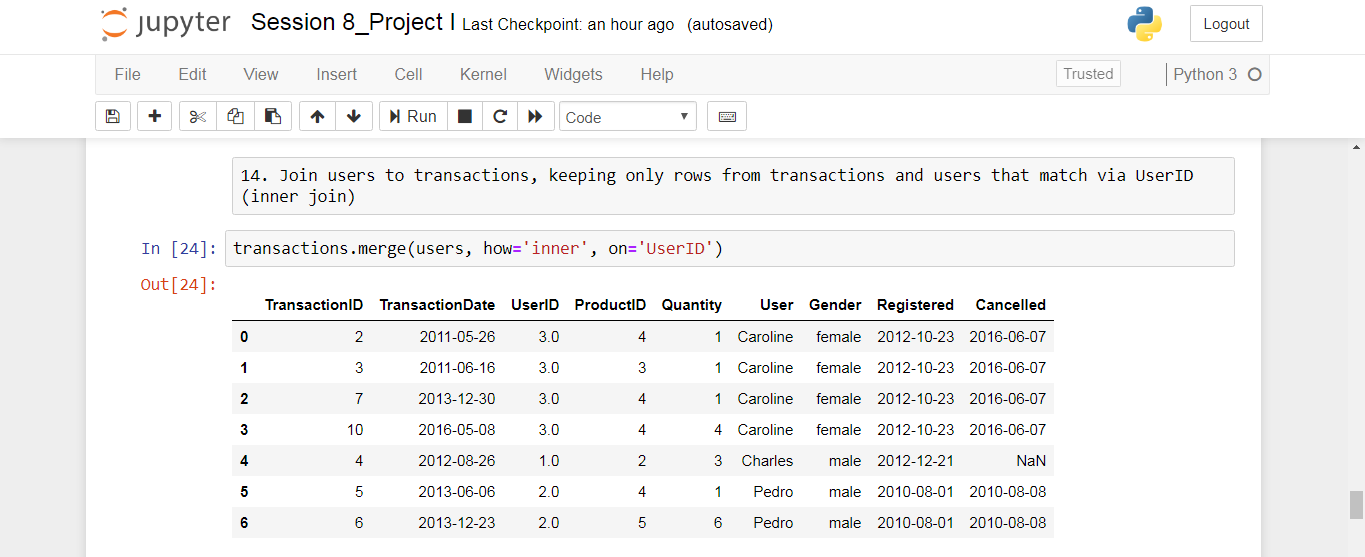 jupyter Session 8_Project I Last Checkpoint: an hour ago (autosaved) Logout
File Edit View Insert Cell Kernel Widgets Help Trusted Python 3
Run Code
14. Join users to transactions, keeping only rows from transactions and users that match via UserID
(inner join)
In [24]: transactions.merge(users, how='inner', on='UserID')
Out[24]:
TransactionID TransactionDate UserID ProductID Quantity User Gender Registered Cancelled
0 2 2011-05-26 3.0 4 1 Caroline female 2012-10-23 2016-06-07
1 3 2011-06-16 3.0 3 1 Caroline female 2012-10-23 2016-06-07
2 7 2013-12-30 3.0 4 1 Caroline female 2012-10-23 2016-06-07
3 10 2016-05-08 3.0 4 4 Caroline female 2012-10-23 2016-06-07
4 4 2012-08-26 1.0 2 3 Charles male 2012-12-21 NaN
5 5 2013-06-06 2.0 4 1 Pedro male 2010-08-01 2010-08-08
6 6 2013-12-23 2.0 5 6 Pedro male 2010-08-01 2010-08-08